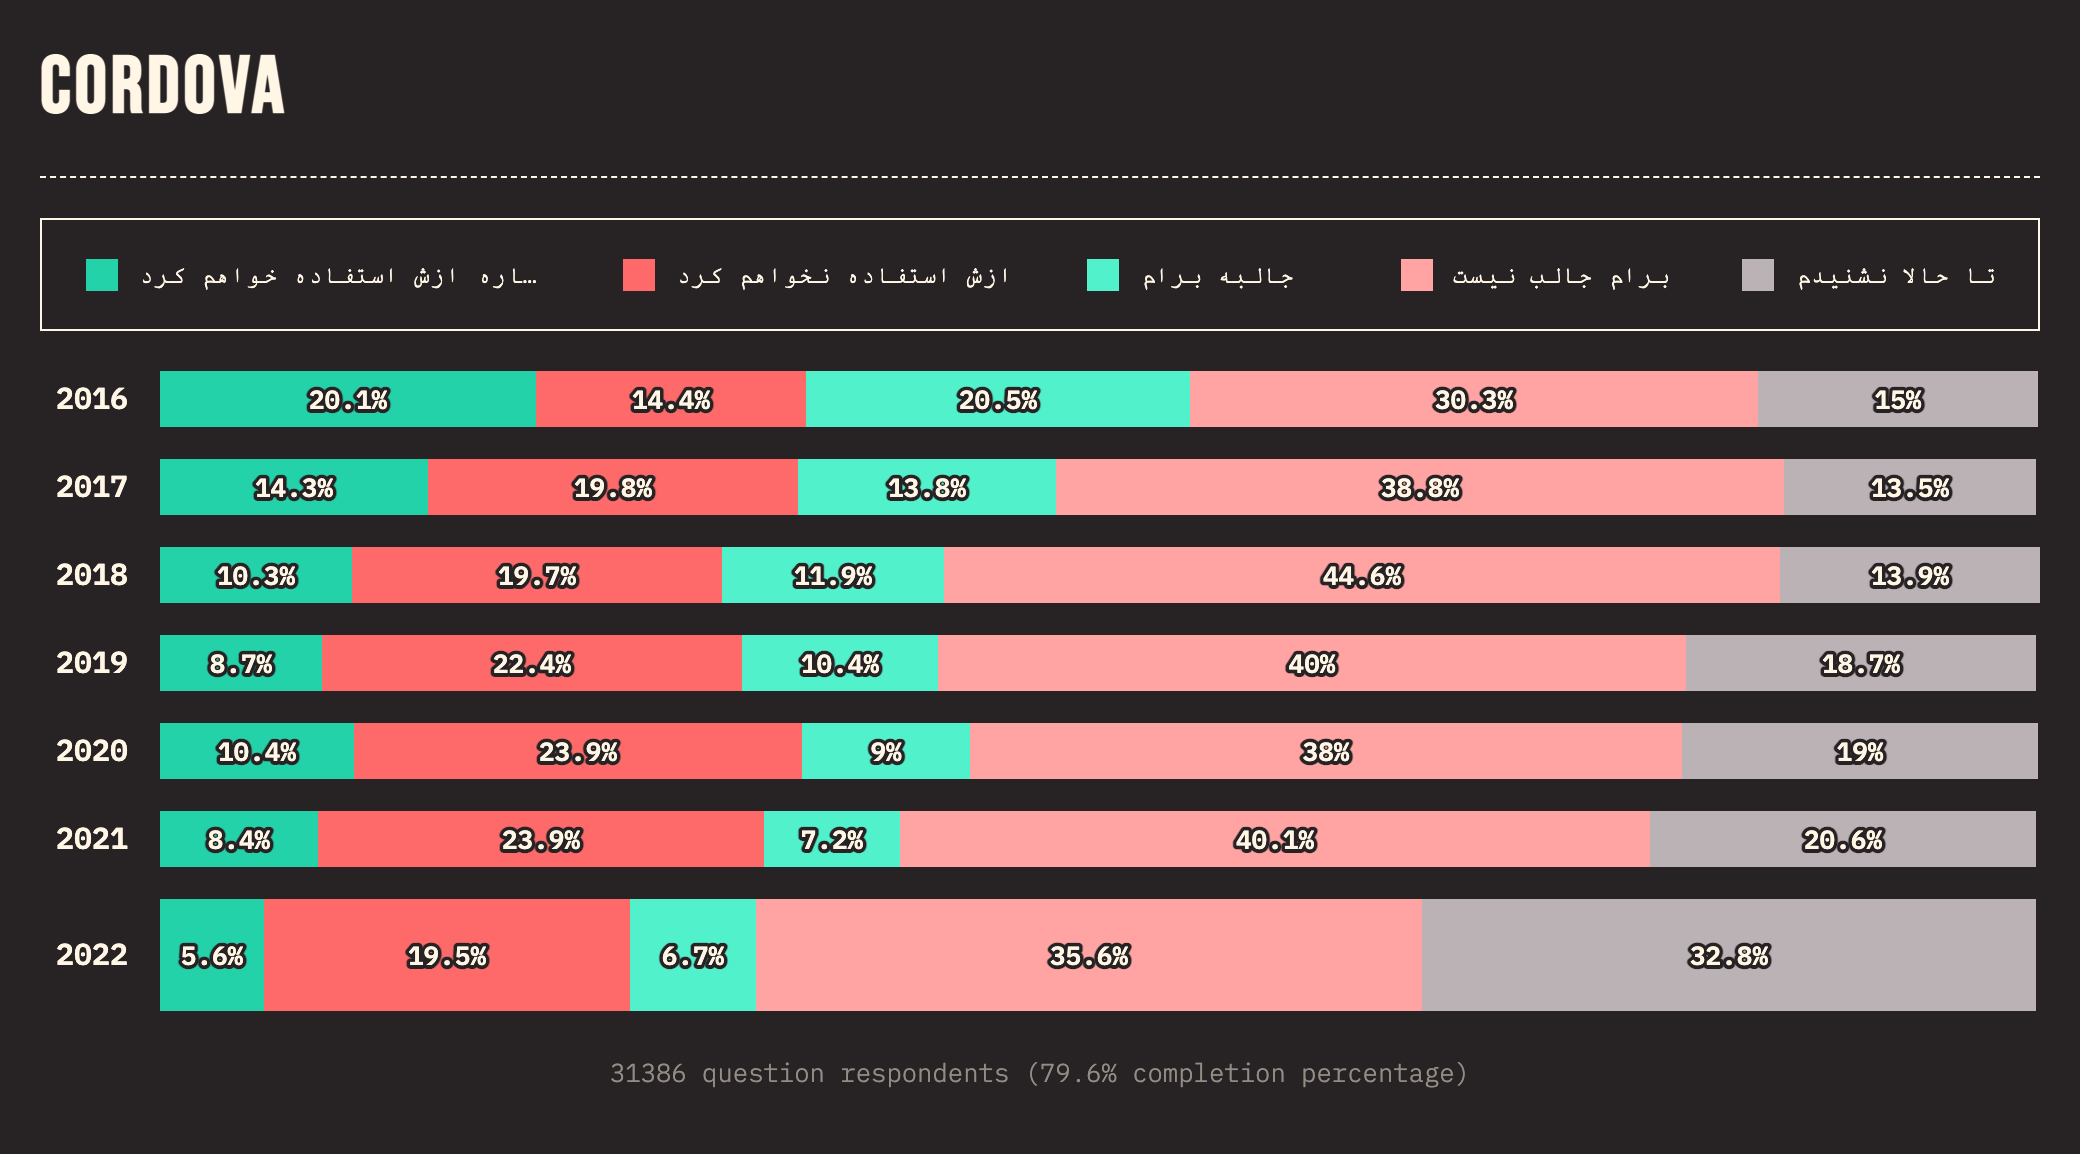 CORDOVA
…ـاره ازش استفاده خواهم کرد
ازش استفاده نخواهم کرد
جالبه برام
برام جالب نیست
تا حالا نشنیدم
2016 20.1% 14.4% 20.5% 30.3% 15%
2017 14.3% 19.8% 13.8% 38.8% 13.5%
2018 10.3% 19.7% 11.9% 44.6% 13.9%
2019 8.7% 22.4% 10.4% 40% 18.7%
2020 10.4% 23.9% 9% 38% 19%
2021 8.4% 23.9% 7.2% 40.1% 20.6%
2022 5.6% 19.5% 6.7% 35.6% 32.8%
31386 question respondents (79.6% completion percentage)